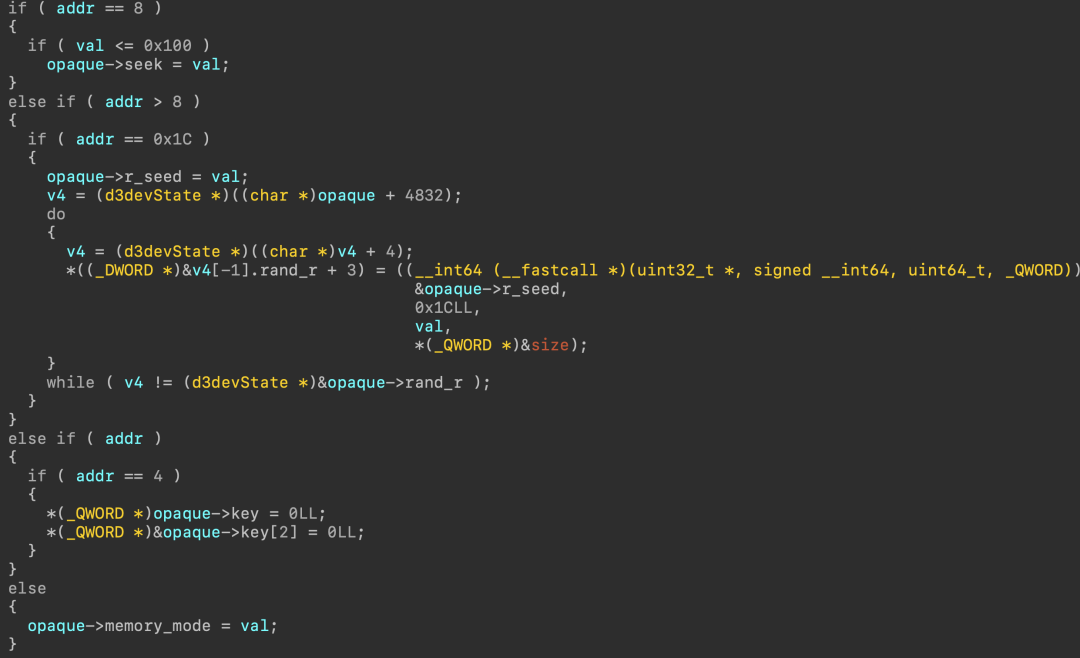 if ( addr == 8 )
{
  if ( val <= 0x100 )
    opaque->seek = val;
}
else if ( addr > 8 )
{
  if ( addr == 0x1C )
  {
    opaque->r_seed = val;
    v4 = (d3devState *)((char *)opaque + 4832);
    do
    {
      v4 = (d3devState *)((char *)v4 + 4);
      *((_DWORD *)&v4[-1].rand_r + 3) = ((__int64 (__fastcall *)(uint32_t *, signed __int64, uint64_t, _QWORD))
                                          &opaque->r_seed,
                                          0x1CLL,
                                          val,
                                          *(_QWORD *)&size);
    }
    while ( v4 != (d3devState *)&opaque->rand_r );
  }
}
else if ( addr )
{
  if ( addr == 4 )
  {
    *(_QWORD *)opaque->key = 0LL;
    *(_QWORD *)&opaque->key[2] = 0LL;
  }
}
else
{
  opaque->memory_mode = val;
}